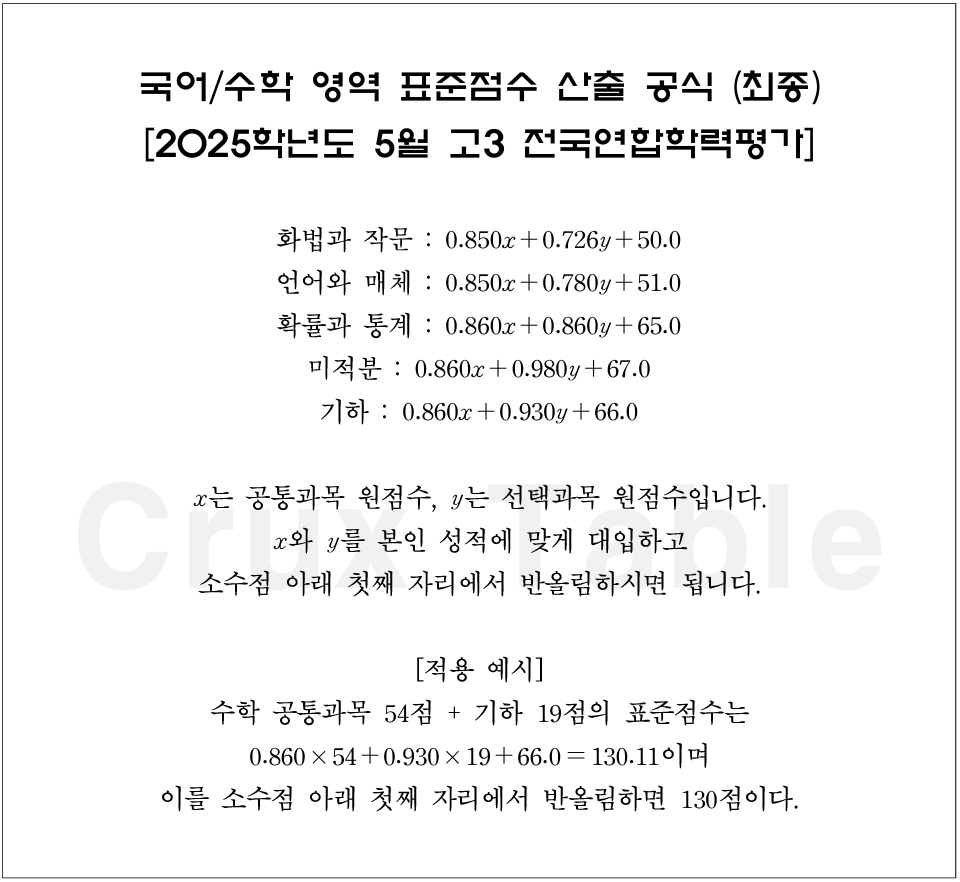 국어/수학 영역 표준점수 산출 공식 (최종)
[2025학년도 5월 고3 전국연합학력평가]
화법과 작문 : 0.850x+0.726y+50.0
언어와 매체 : 0.850x+0.780y+51.0
확률과 통계 : 0.860x+0.860y+65.0
미적분 : 0.860x+0.980y+67.0
기하 : 0.860x+0.930y+66.0
Crux Table
x는 공통과목 원점수, y는 선택과목 원점수입니다.
x와 y를 본인 성적에 맞게 대입하고
소수점 아래 첫째 자리에서 반올림하시면 됩니다.
[적용 예시]
수학 공통과목 54점 + 기하 19점의 표준점수는
0.860×54+0.930×19+66.0=130.11이며
이를 소수점 아래 첫째 자리에서 반올림하면 130점이다.